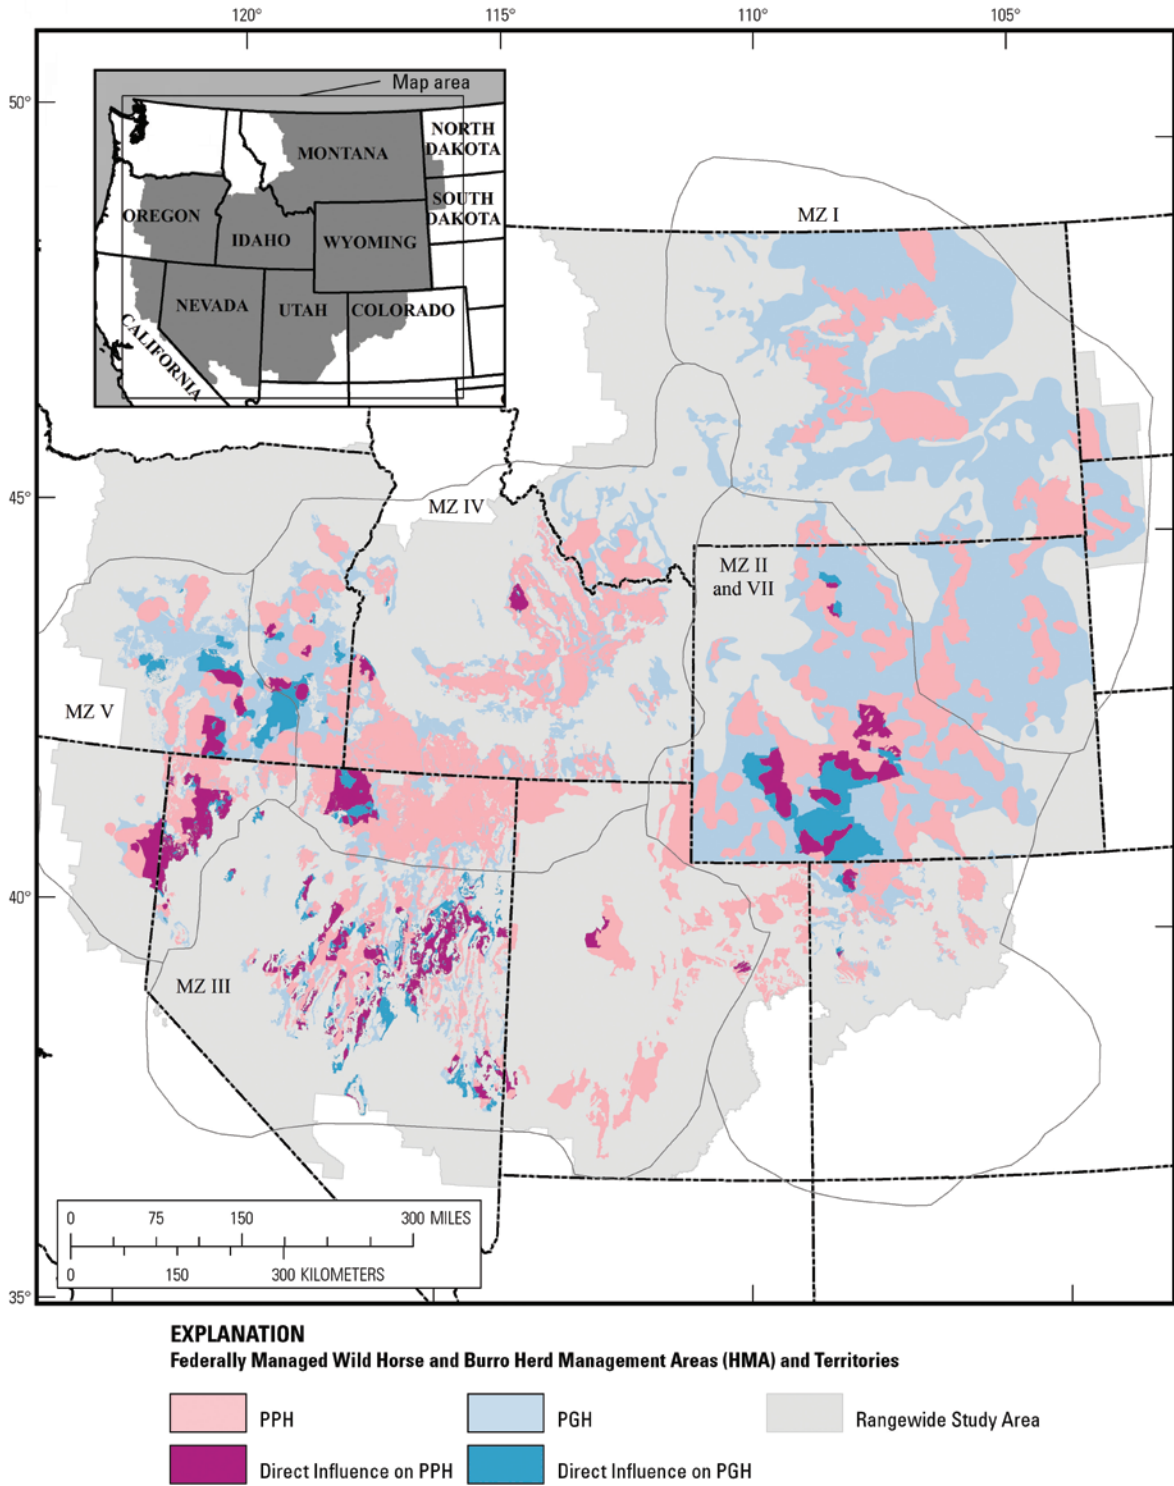 120°
115°
110°
105°
50°
Map area
NORTH
DAKOTA
MONTANA
SOUTH
DAKOTA
OREGON
IDAHO
WYOMING
NEVADA
UTAH
COLORADO
CALIFORNIA
MZ I
45°
MZ IV
MZ II
and VII
MZ V
40°
MZ III
0 75 150 300 MILES
0 150 300 KILOMETERS
35°
EXPLANATION
Federally Managed Wild Horse and Burro Herd Management Areas (HMA) and Territories
PPH
PGH
Rangewide Study Area
Direct Influence on PPH
Direct Influence on PGH